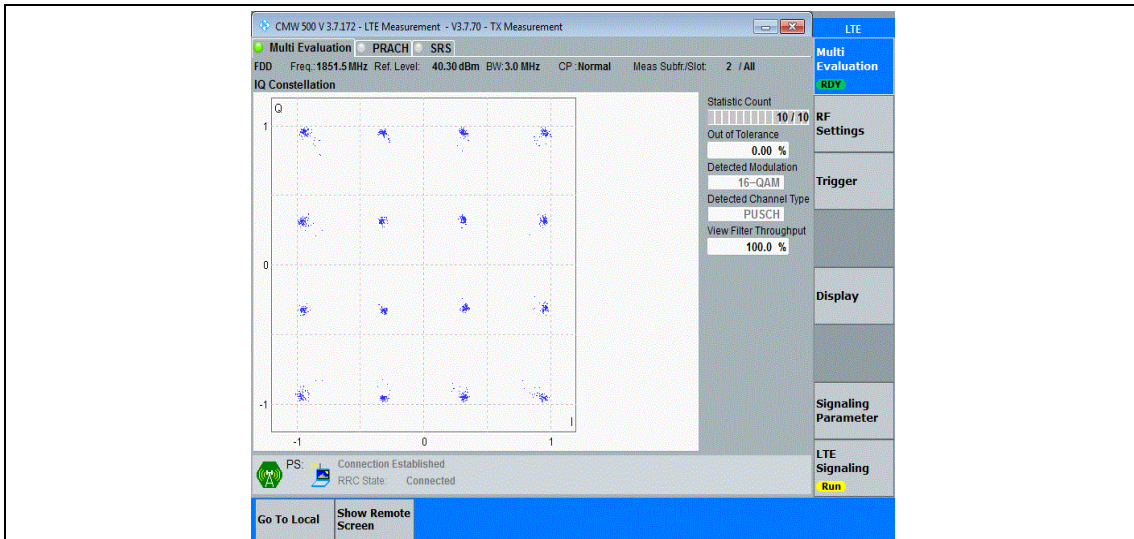 CMW 500 V 3.7.172 - LTE Measurement - V3.7.70 - TX Measurement
LTE
Multi Evaluation PRACH SRS
FDD Freq.:1851.5 MHz Ref. Level: 40.30 dBm BW:3.0 MHz CP :Normal Meas Subfr./Slot: 2 / All
IQ Constellation
Q
1
0
-1
-1 0 1
I
Statistic Count
10 / 10
Out of Tolerance
0.00 %
Detected Modulation
16-QAM
Detected Channel Type
PUSCH
View Filter Throughput
100.0 %
Multi
Evaluation
RDY
RF
Settings
Trigger
Display
Signaling
Parameter
LTE
Signaling
Run
PS: Connection Established
RRC State: Connected
Go To Local
Show Remote
Screen